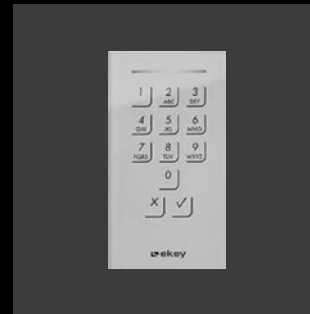 1 2 3
ABC DEF
4 5 6
GHI JKL MNO
7 8 9
PQRS TUV WXYZ
0
X ✓
ekey